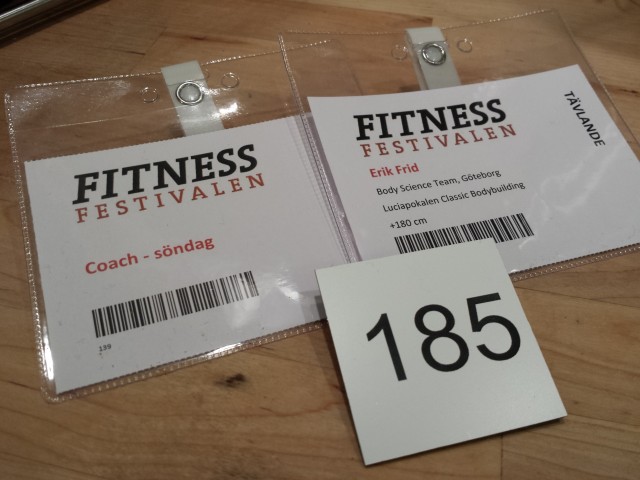 FITNESS
FESTIVALEN
Coach - söndag
139
FITNESS
FESTIVALEN
TÄVLANDE
Erik Frid
Body Science Team, Göteborg
Luciapokalen Classic Bodybuilding
+180 cm
185